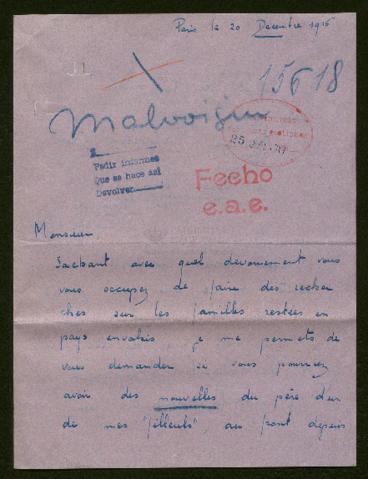 Paris le 20 Décembre 1916
15618
Malvoisin
Pedir informes
Que se hace así
Devolver
Fecho
e.a.e.
Monsieur
Sachant avec quel dévouement vous
vous occupez de faire des recher
ches sur les familles restées en
pays envahis je me permets de
vous demander si vous pourriez
avoir des nouvelles du père d'un
de mes "filleuls" au front depuis